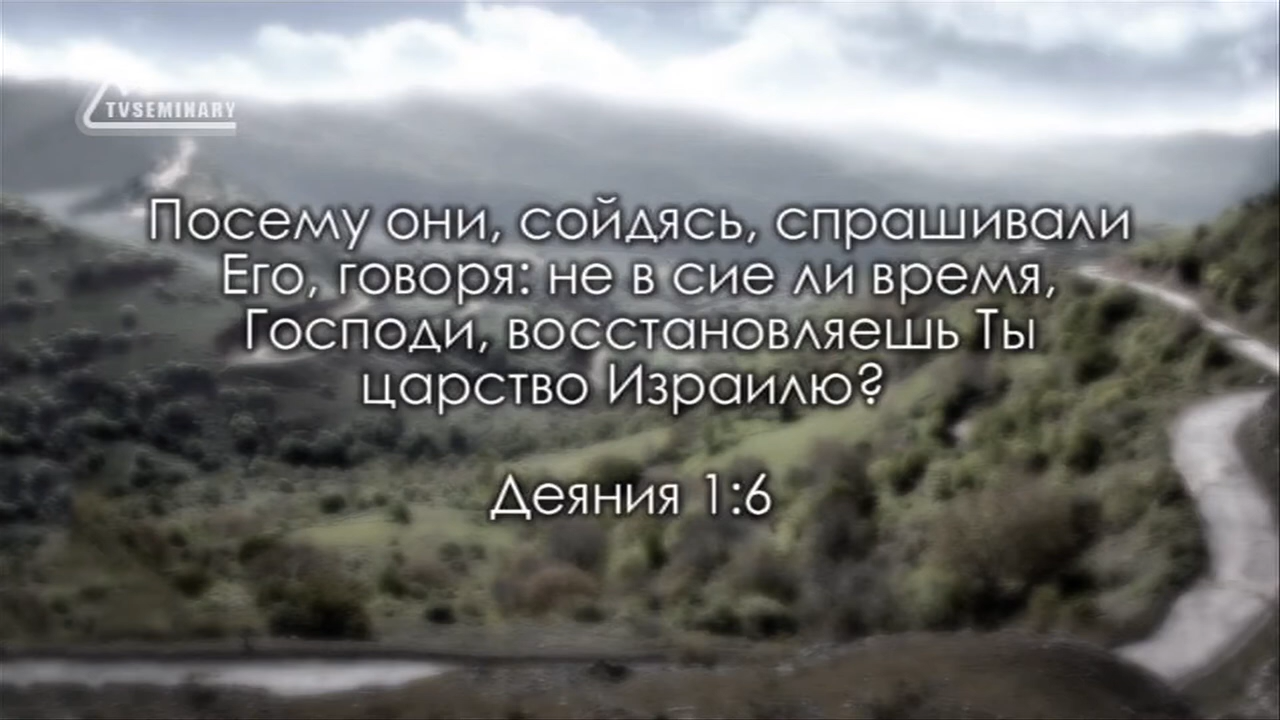 TVSEMINARY
Посему они, сойдясь, спрашивали
Его, говоря: не в сие ли время,
Господи, восстановляешь Ты
царство Израилю?
Деяния 1:6